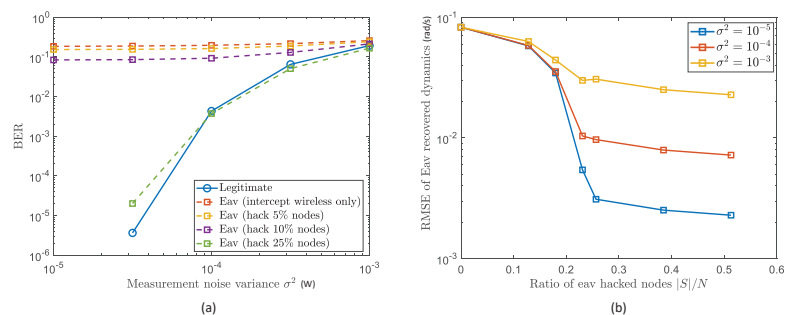 10^0
10^-1
10^-2
10^-3
10^-4
10^-5
10^-6
BER
Legitimate
Eav (intercept wireless only)
Eav (hack 5% nodes)
Eav (hack 10% nodes)
Eav (hack 25% nodes)
10^-5
10^-4
10^-3
Measurement noise variance σ² (W)
(a)
10^-1
10^-2
10^-3
RMSE of Eav recovered dynamics (rad/s)
σ² = 10^-5
σ² = 10^-4
σ² = 10^-3
0
0.1
0.2
0.3
0.4
0.5
0.6
Ratio of eav hacked nodes |S|/N
(b)